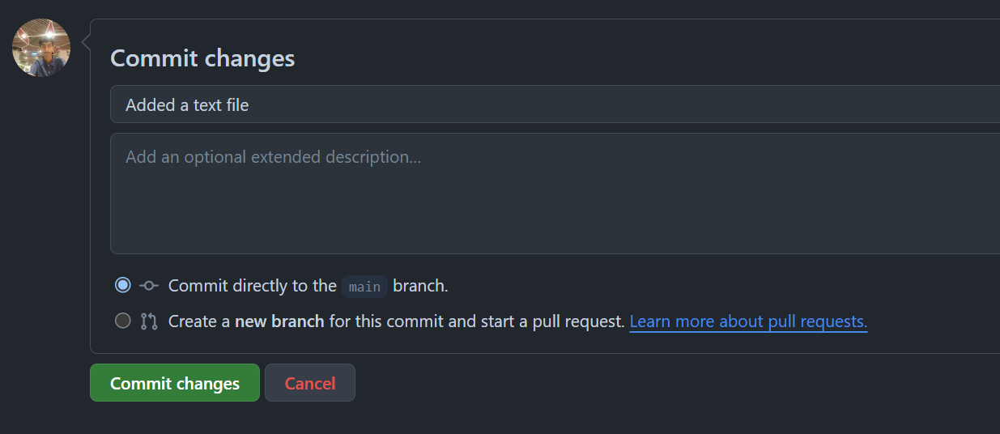 Commit changes
Added a text file
Add an optional extended description...
Commit directly to the main branch.
Create a new branch for this commit and start a pull request. Learn more about pull requests.
Commit changes Cancel